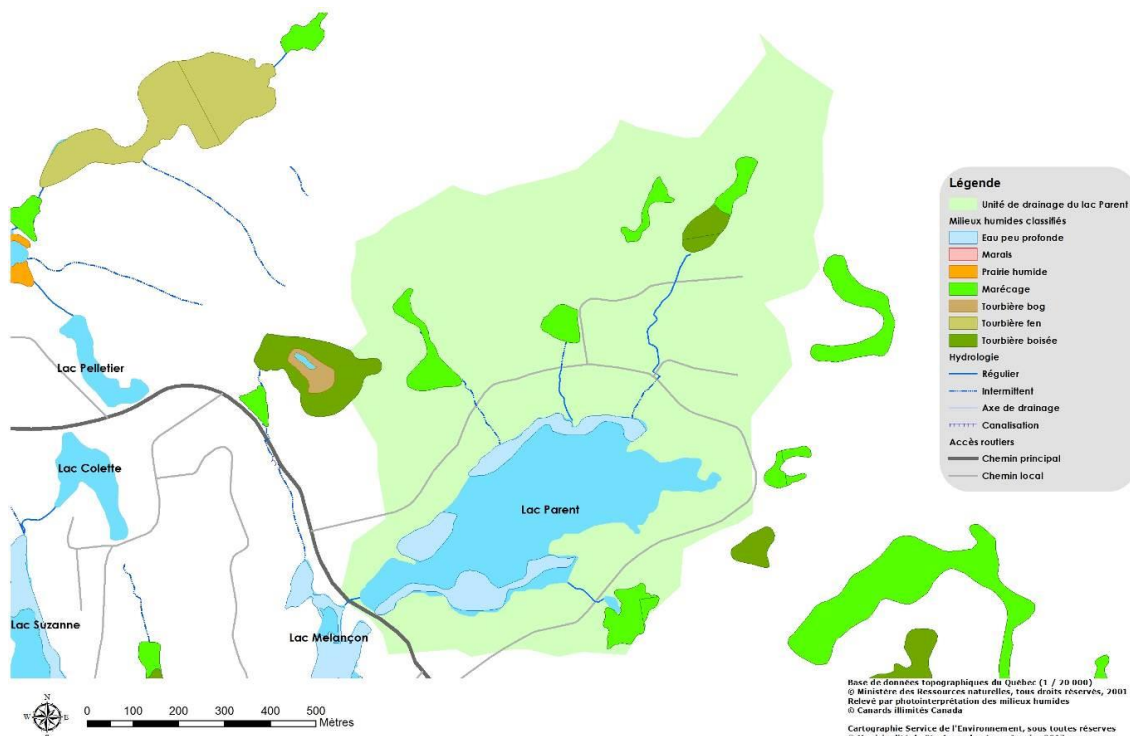 Légende
Unité de drainage du lac Parent
Milieux humides classifiés
Eau peu profonde
Marais
Prairie humide
Marécage
Tourbière bog
Tourbière fen
Tourbière boisée
Hydrologie
Régulier
Intermittent
Axe de drainage
Canalisation
Accès routiers
Chemin principal
Chemin local
Lac Pelletier
Lac Colette
Lac Parent
Lac Suzanne
Lac Melançon
N
W E
S
0 100 200 300 400 500
Mètres
Base de données topographiques du Québec (1 / 20 000)
© Ministère des Ressources naturelles, tous droits réservés, 2001
Relevé par photointerprétation des milieux humides
© Canards illimités Canada
Cartographie Service de l'Environnement, sous toutes réserves